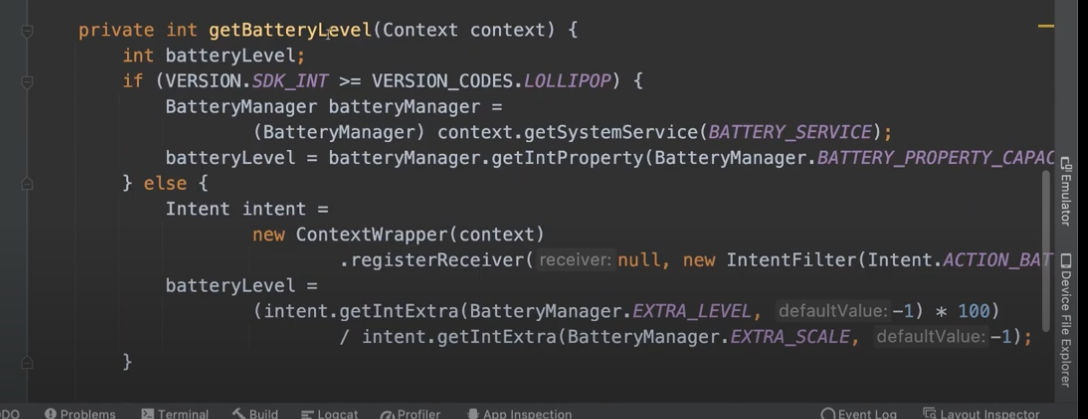 private int getBatteryLevel(Context context) {
int batteryLevel;
if (VERSION.SDK_INT >= VERSION_CODES.LOLLIPOP) {
BatteryManager batteryManager =
(BatteryManager) context.getSystemService(BATTERY_SERVICE);
batteryLevel = batteryManager.getIntProperty(BatteryManager.BATTERY_PROPERTY_CAPAC
} else {
Intent intent =
new ContextWrapper(context)
.registerReceiver( receiver: null, new IntentFilter(Intent.ACTION_BAT
batteryLevel =
(intent.getIntExtra(BatteryManager.EXTRA_LEVEL, defaultValue: -1) * 100)
/ intent.getIntExtra(BatteryManager.EXTRA_SCALE, defaultValue: -1);
}
Emulator
Device File Explorer
ODO Problems Terminal Build Logcat Profiler App Inspection Event Log Layout Inspector